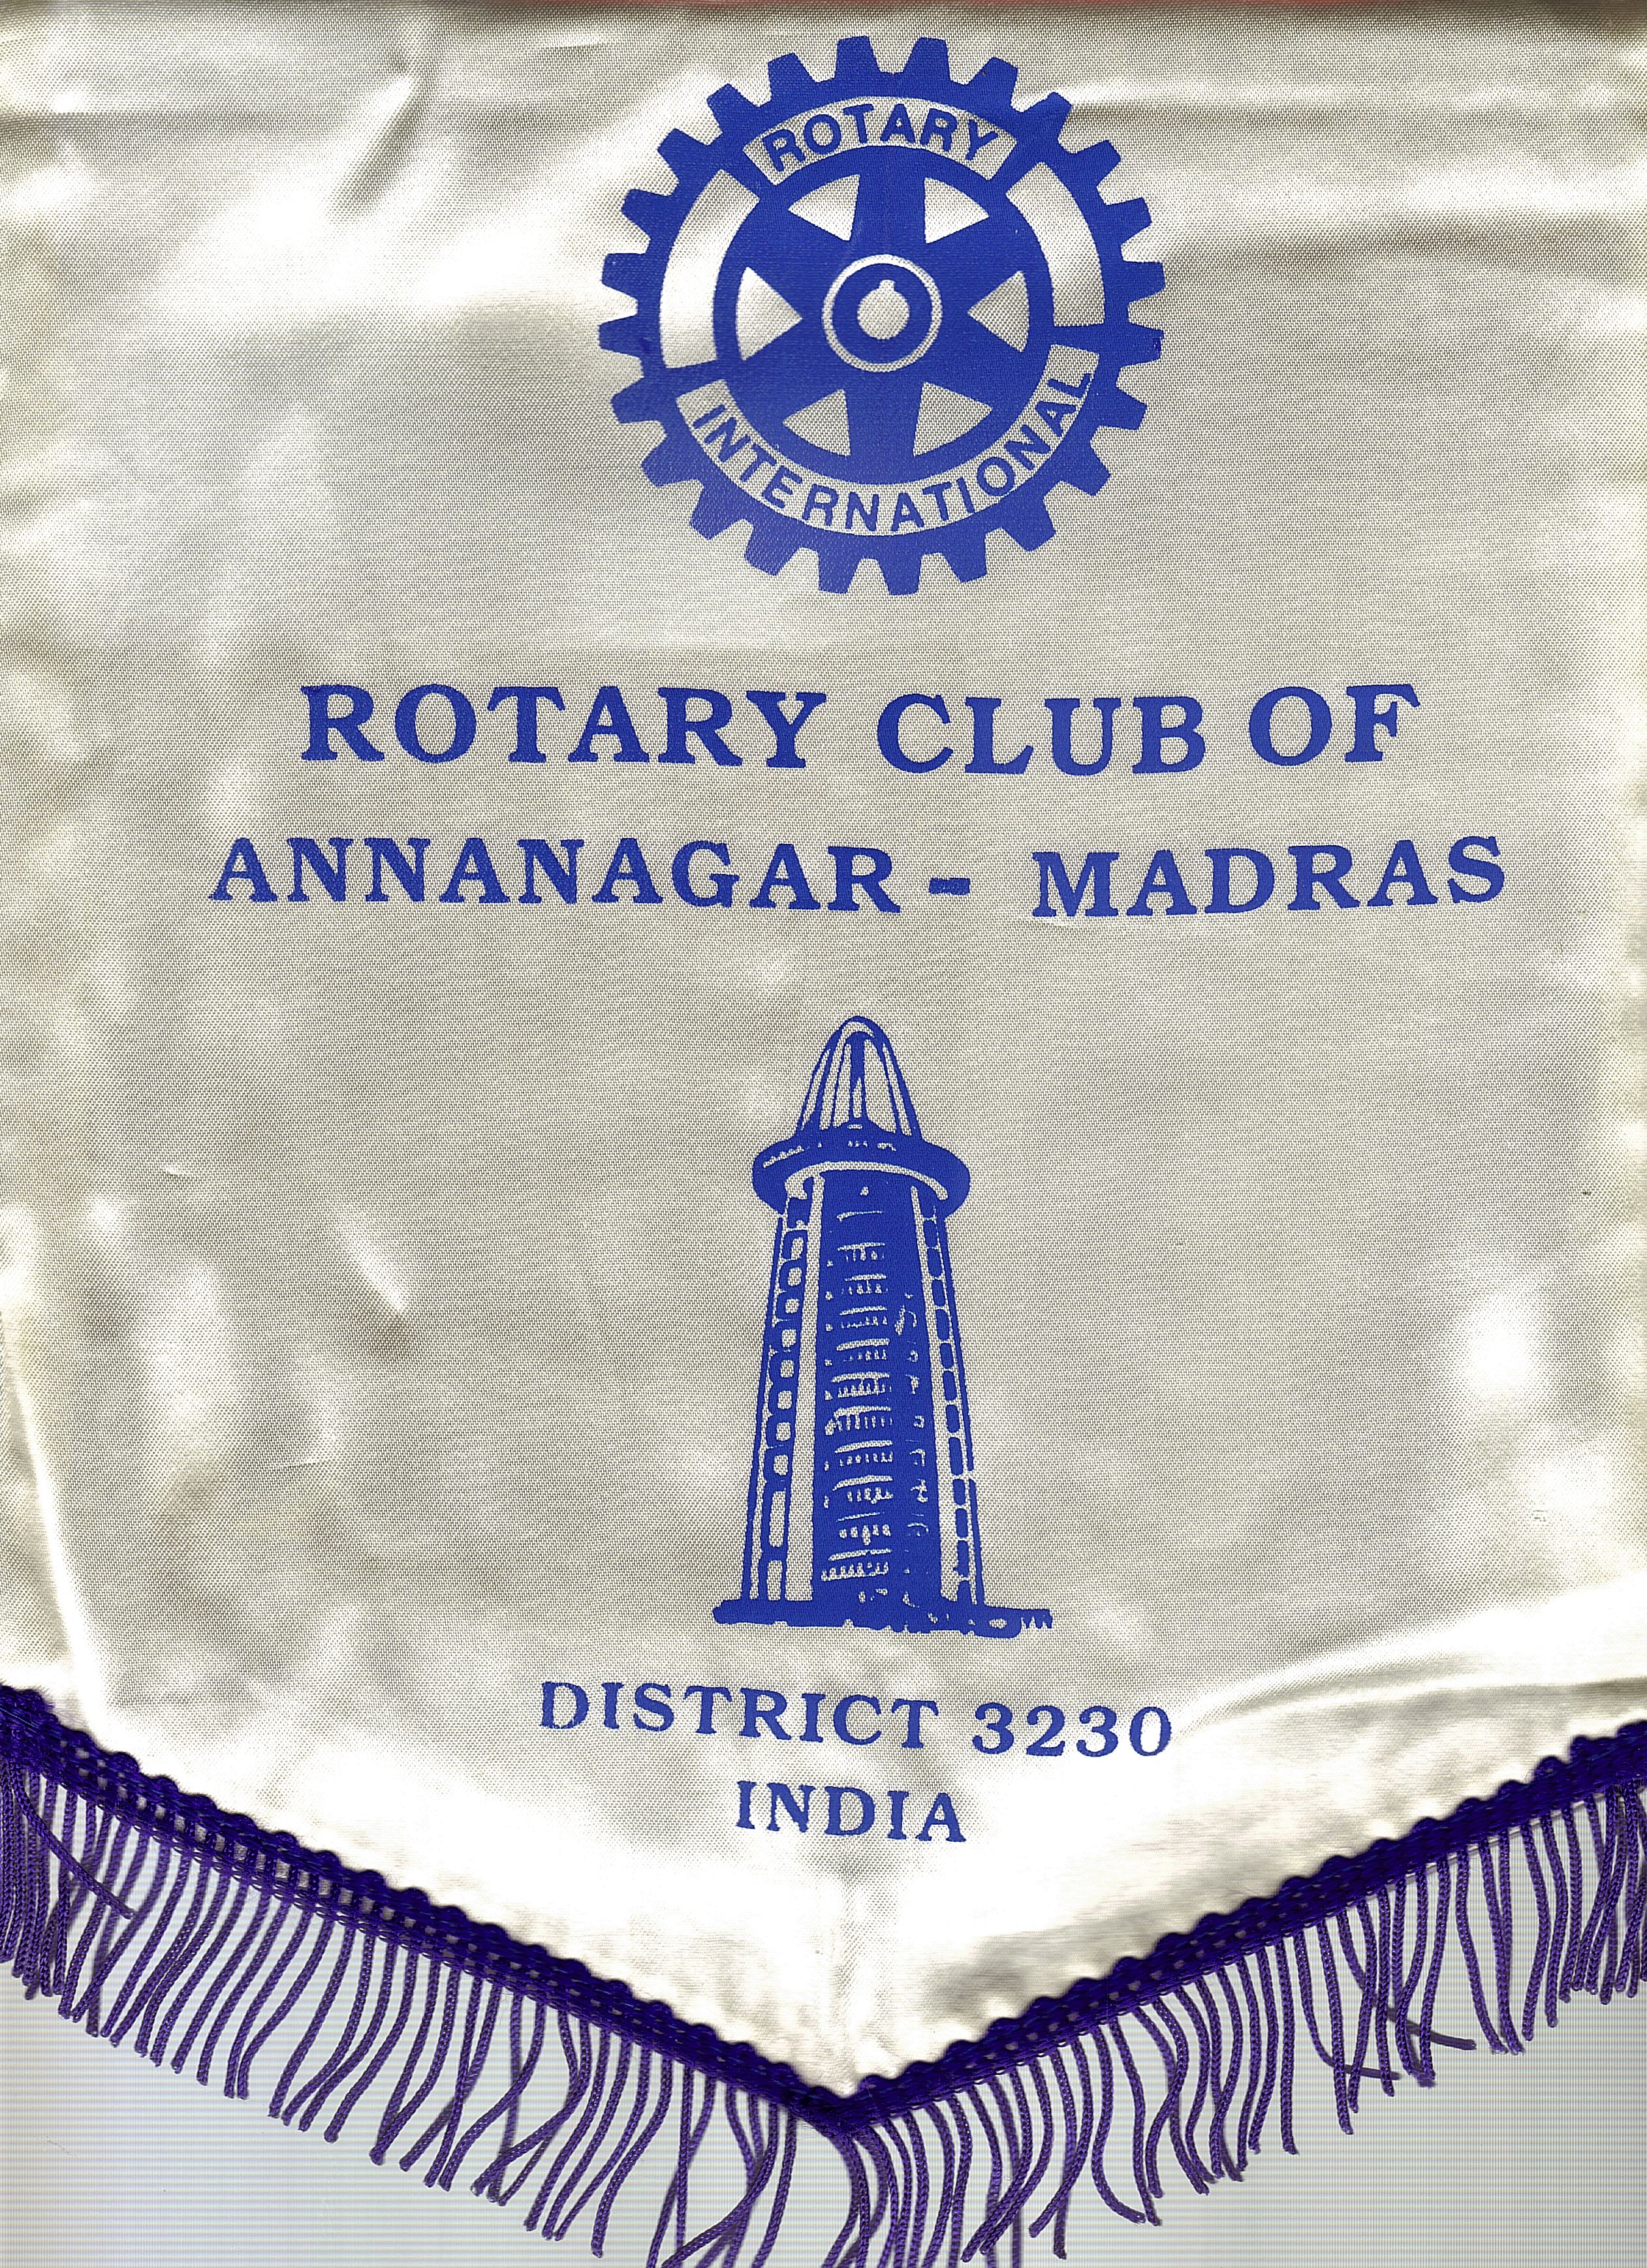 ROTARY
INTERNATIONAL
ROTARY CLUB OF
ANNANAGAR - MADRAS
DISTRICT 3230
INDIA